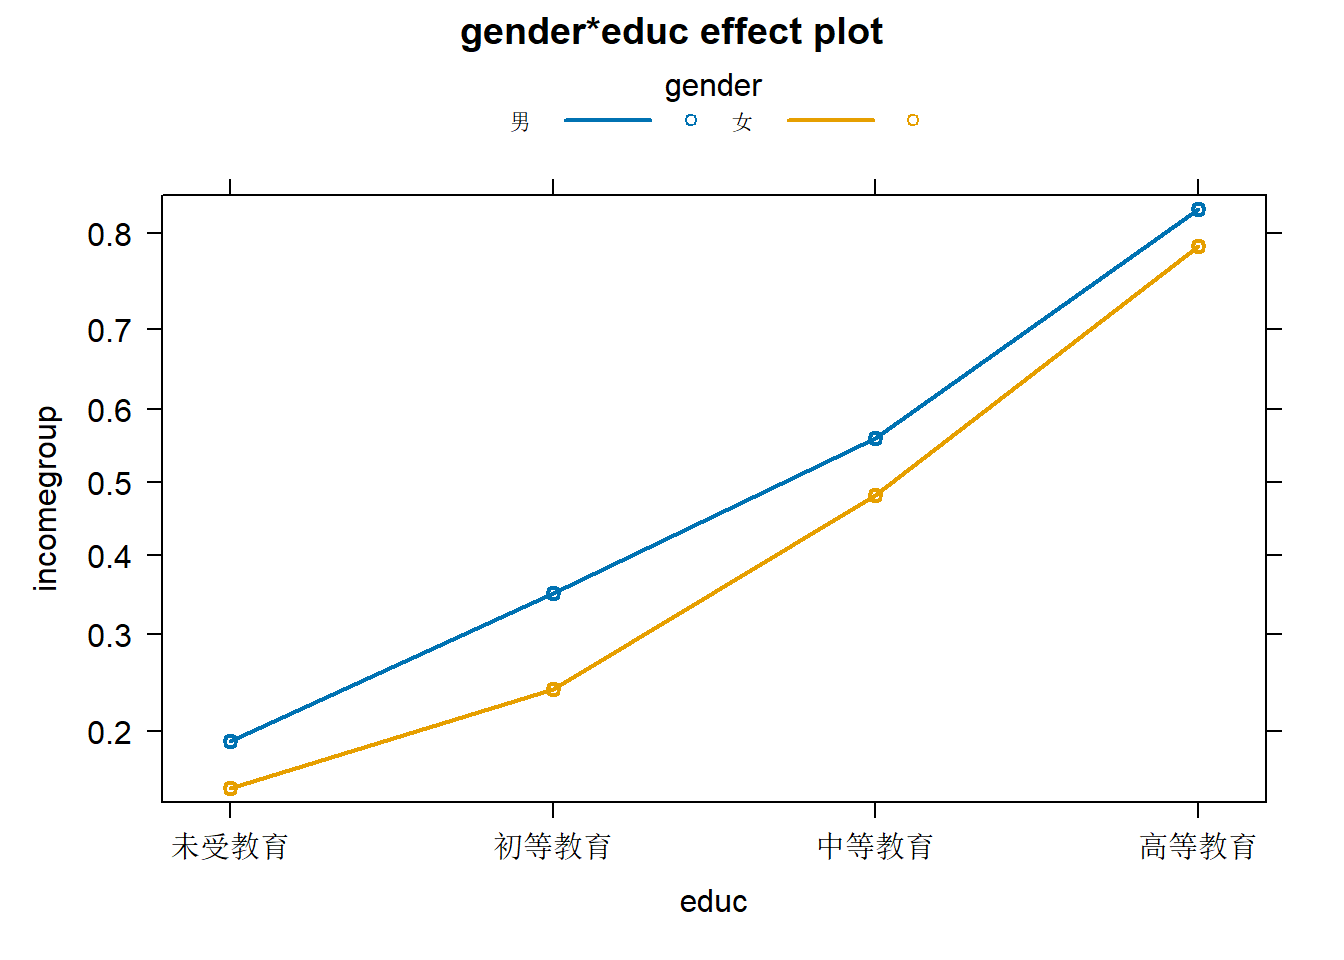 gender*educ effect plot
gender
男 女
0.8
0.7
0.6
0.5
0.4
0.3
0.2
incomegroup
未受教育 初等教育 中等教育 高等教育
educ